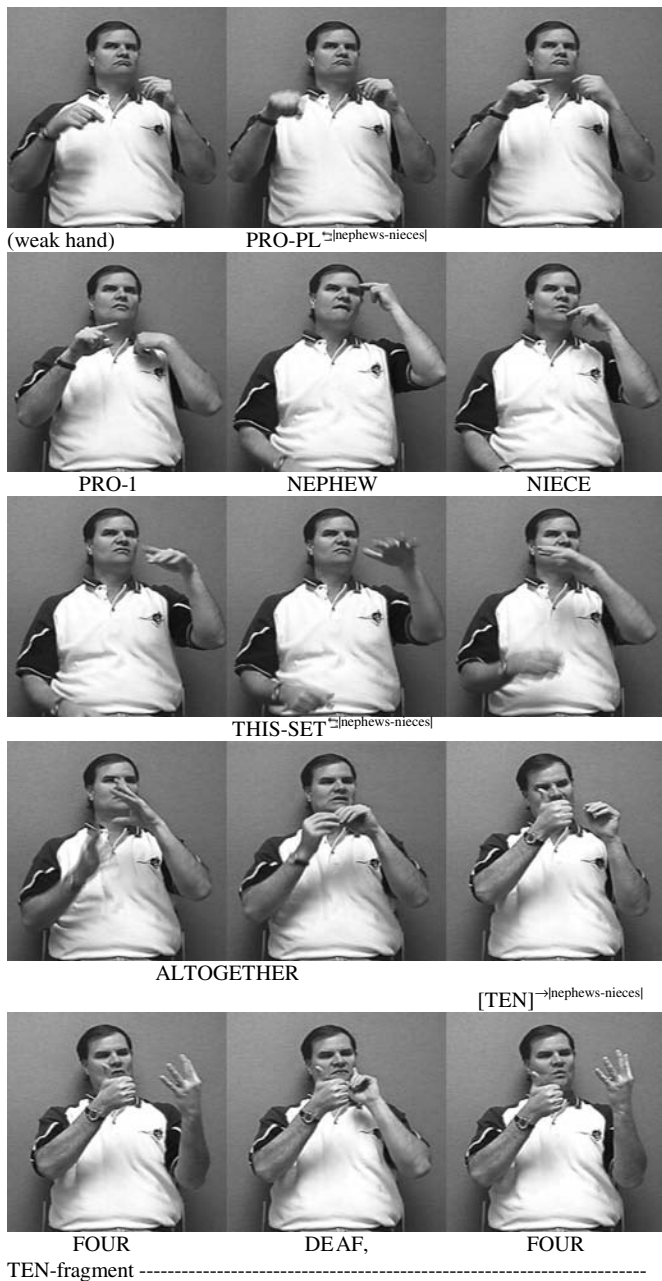 (weak hand) PRO-PL⥃|nephews-nieces|
PRO-1 NEPHEW NIECE
THIS-SET⥃|nephews-nieces|
ALTOGETHER
[TEN]→|nephews-nieces|
FOUR DEAF, FOUR
TEN-fragment ------------------------------------------------------------------------